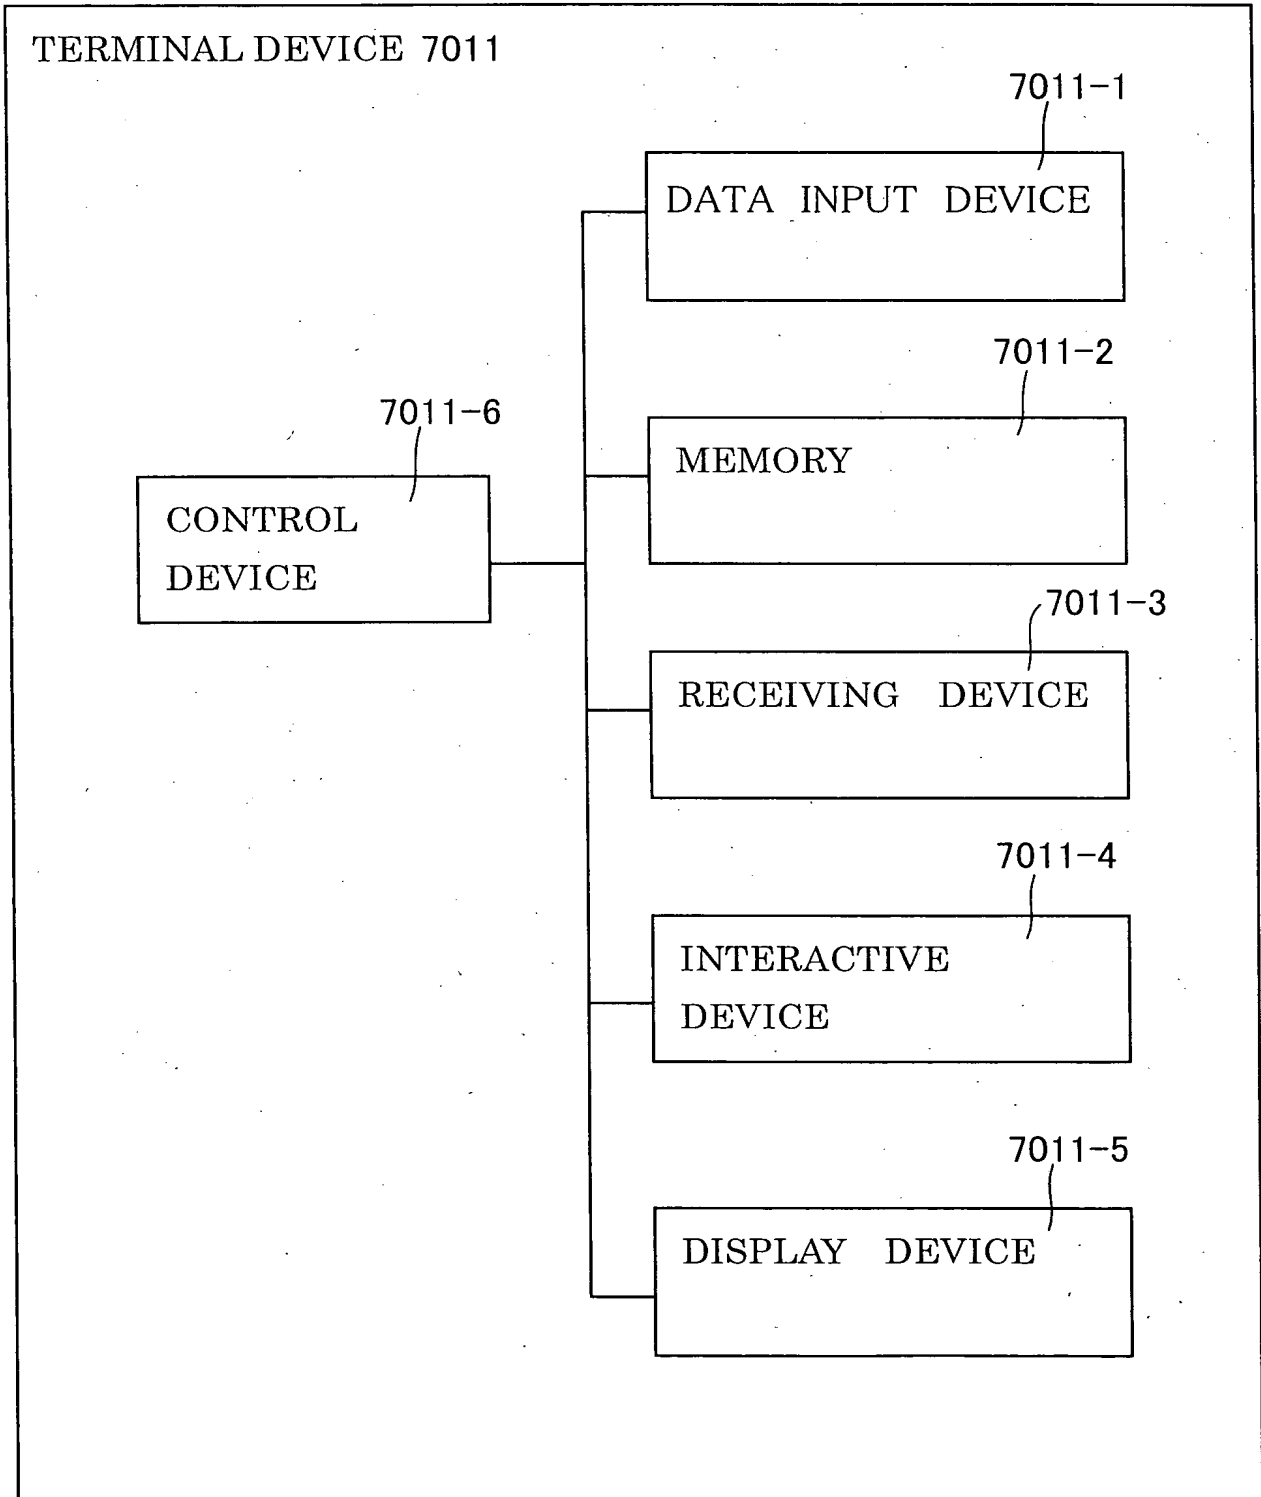 TERMINAL DEVICE 7011
7011-1
DATA INPUT DEVICE
7011-2
MEMORY
7011-6
CONTROL
DEVICE
7011-3
RECEIVING DEVICE
7011-4
INTERACTIVE
DEVICE
7011-5
DISPLAY DEVICE